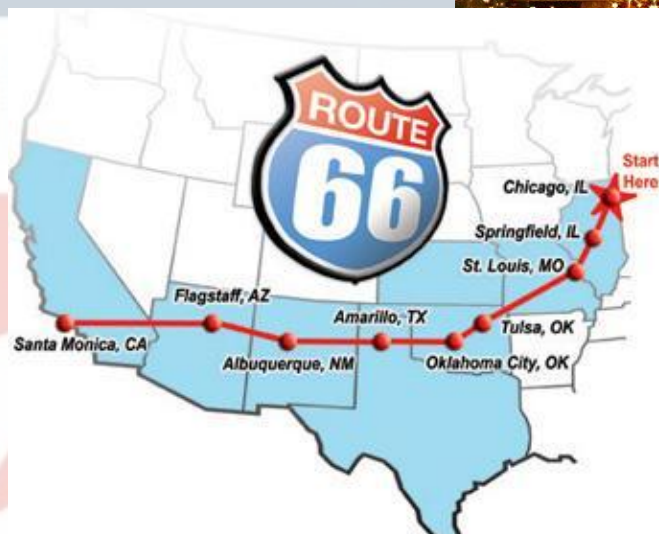 ROUTE
66
Start
Here
Chicago, IL
Springfield, IL
St. Louis, MO
Flagstaff, AZ
Amarillo, TX
Tulsa, OK
Santa Monica, CA
Albuquerque, NM
Oklahoma City, OK